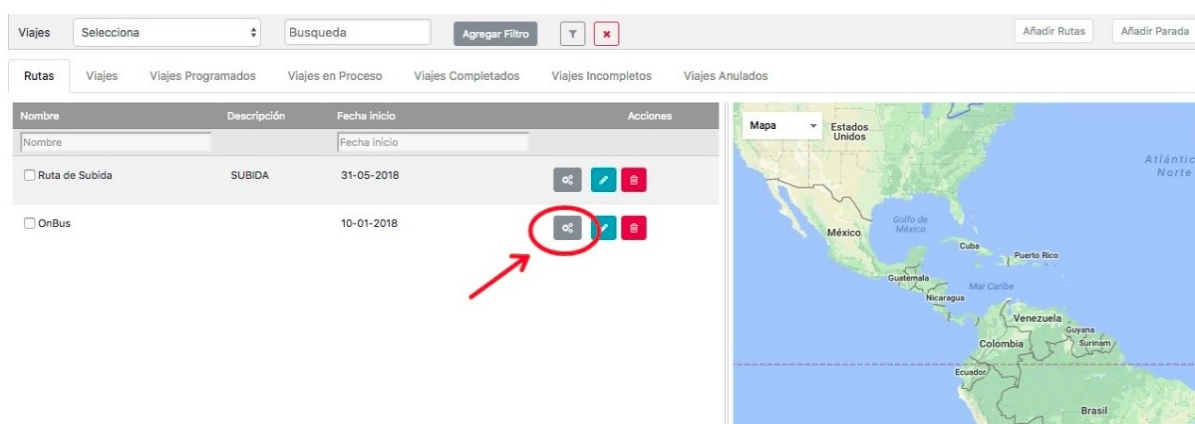 Viajes Selecciona Busqueda Agregar Filtro Añadir Rutas Añadir Parada
Rutas Viajes Viajes Programados Viajes en Proceso Viajes Completados Viajes Incompletos Viajes Anulados
Nombre Descripción Fecha inicio Acciones
Nombre Fecha inicio
Ruta de Subida SUBIDA 31-05-2018
OnBus 10-01-2018
Mapa
Estados
Unidos
Atlántic
Norte
Golfo de
México
México
Cuba
Puerto Rico
Guatemala
Mar Caribe
Nicaragua
Venezuela
Guyana
Colombia
Surinam
Ecuador
Brasil